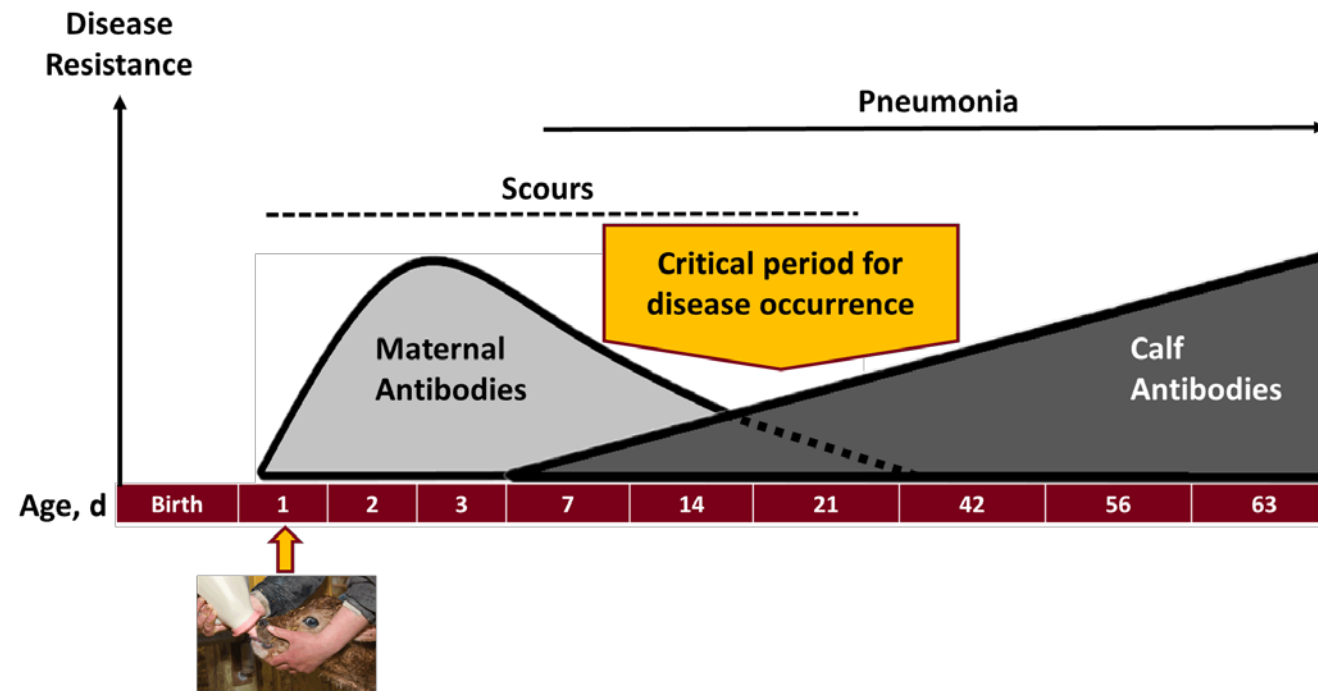 Disease
Resistance
Pneumonia
Scours
Critical period for
disease occurrence
Maternal
Antibodies
Calf
Antibodies
Age, d Birth 1 2 3 7 14 21 42 56 63